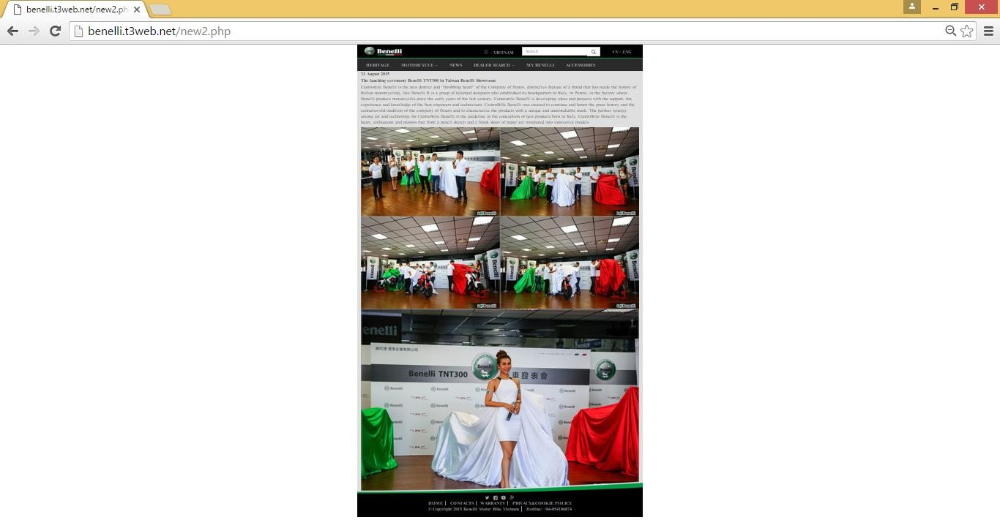 benelli.t3web.net/new2.ph
benelli.t3web.net/new2.php
Benelli
- VIETNAM
Search
VN / ENG
HERITAGE MOTORCYCLE - NEWS DEALER SEARCH - MY BENELLI ACCESSORIES
31 August 2015
The lauching ceremony Benelli TNT300 in Taiwan Benelli Showroom
Centrostile Benelli is the new district and "throbbing heart" of the Company of Pesaro, distinctive feature of a brand that has made the history of
Italian motorcycling, like Benelli.It is a group of talented designers who established its headquarters in Italy, in Pesaro, in the factory where
Benelli produce motorcycles since the early years of the last century. Centrostile Benelli is developing ideas and projects with the support, the
experience and knowledge of the best engineers and technicians. CentroStile Benelli was created to continue and honor the great history and the
centuries-old tradition of the company of Pesaro and to characterize the products with a unique and unmistakable mark. The perfect synergy
among art and technology for CentroStile Benelli is the guideline in the conception of new products born in Italy. CentroStile Benelli is the
heart, enthusiasm and passion that from a pencil sketch and a blank sheet of paper are translated into innovative models.
enelli
Benelli
Benelli TNT300
車發表會
HOME | CONTACTS | WARRANTY | PRIVACY&COOKIE POLICY
© Copyright 2015 Benelli Motor Bike Vietnam | Hotline: +84-854106874